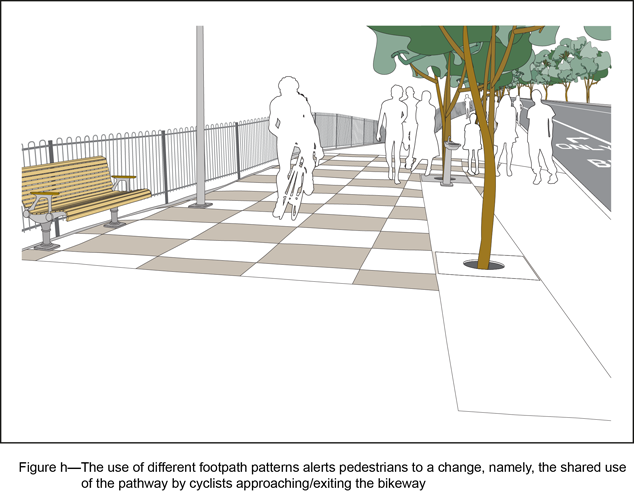 ONLY
B
Figure h—The use of different footpath patterns alerts pedestrians to a change, namely, the shared use
of the pathway by cyclists approaching/exiting the bikeway